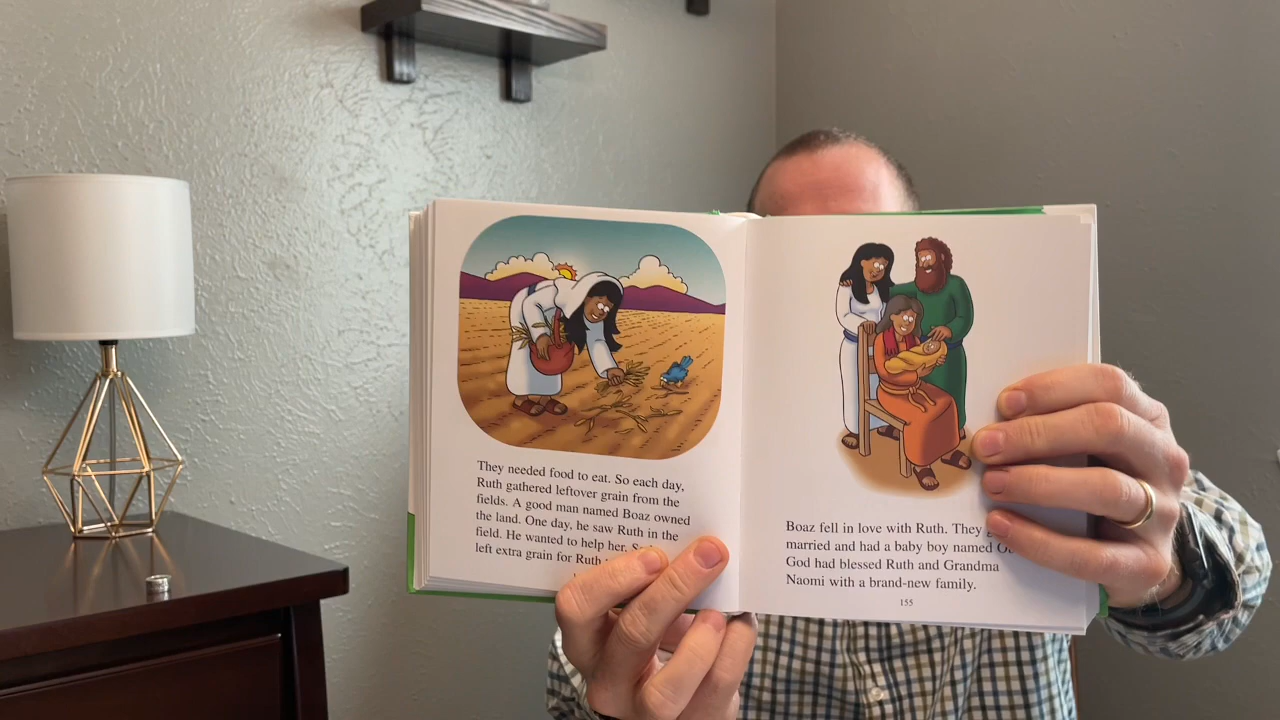 They needed food to eat. So each day,
Ruth gathered leftover grain from the
fields. A good man named Boaz owned
the land. One day, he saw Ruth in the
field. He wanted to help her.
left extra grain for Ruth
Boaz fell in love with Ruth. They
married and had a baby boy named
God had blessed Ruth and Grandma
Naomi with a brand-new family.
155